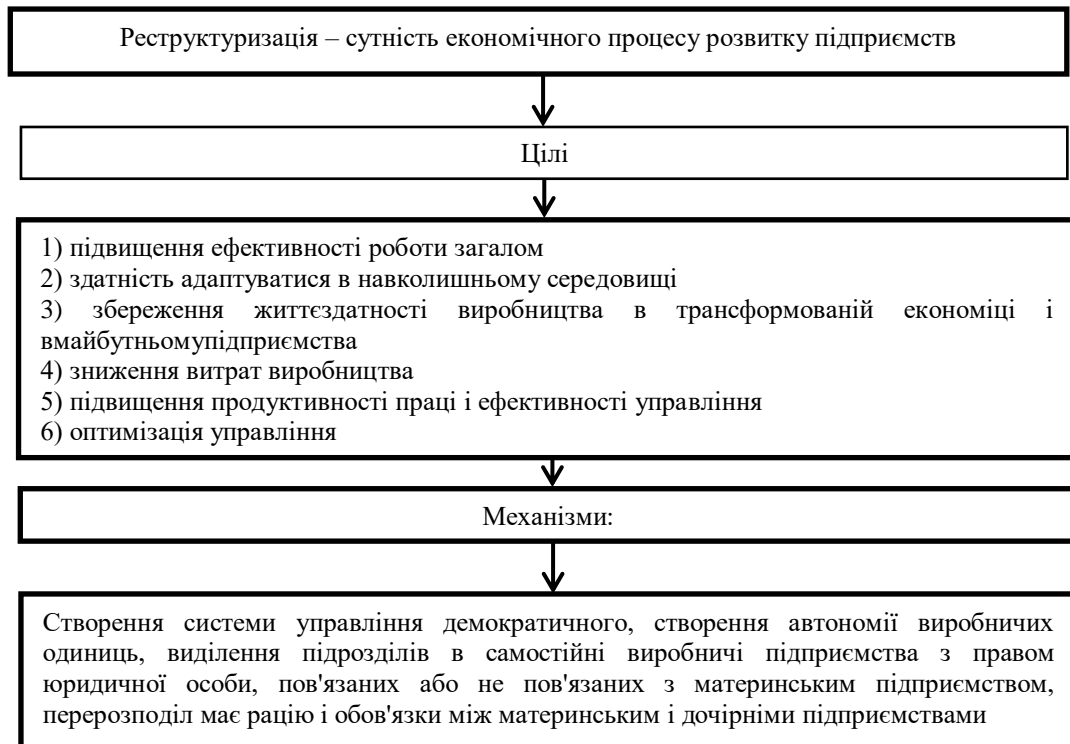 Реструктуризація – сутність економічного процесу розвитку підприємств
Цілі
1) підвищення ефективності роботи загалом
2) здатність адаптуватися в навколишньому середовищі
3) збереження життєздатності виробництва в трансформованій економіці і
вмайбутньомупідприємства
4) зниження витрат виробництва
5) підвищення продуктивності праці і ефективності управління
6) оптимізація управління
Механізми:
Створення системи управління демократичного, створення автономії виробничих
одиниць, виділення підрозділів в самостійні виробничі підприємства з правом
юридичної особи, пов'язаних або не пов'язаних з материнським підприємством,
перерозподіл має рацію і обов'язки між материнським і дочірніми підприємствами